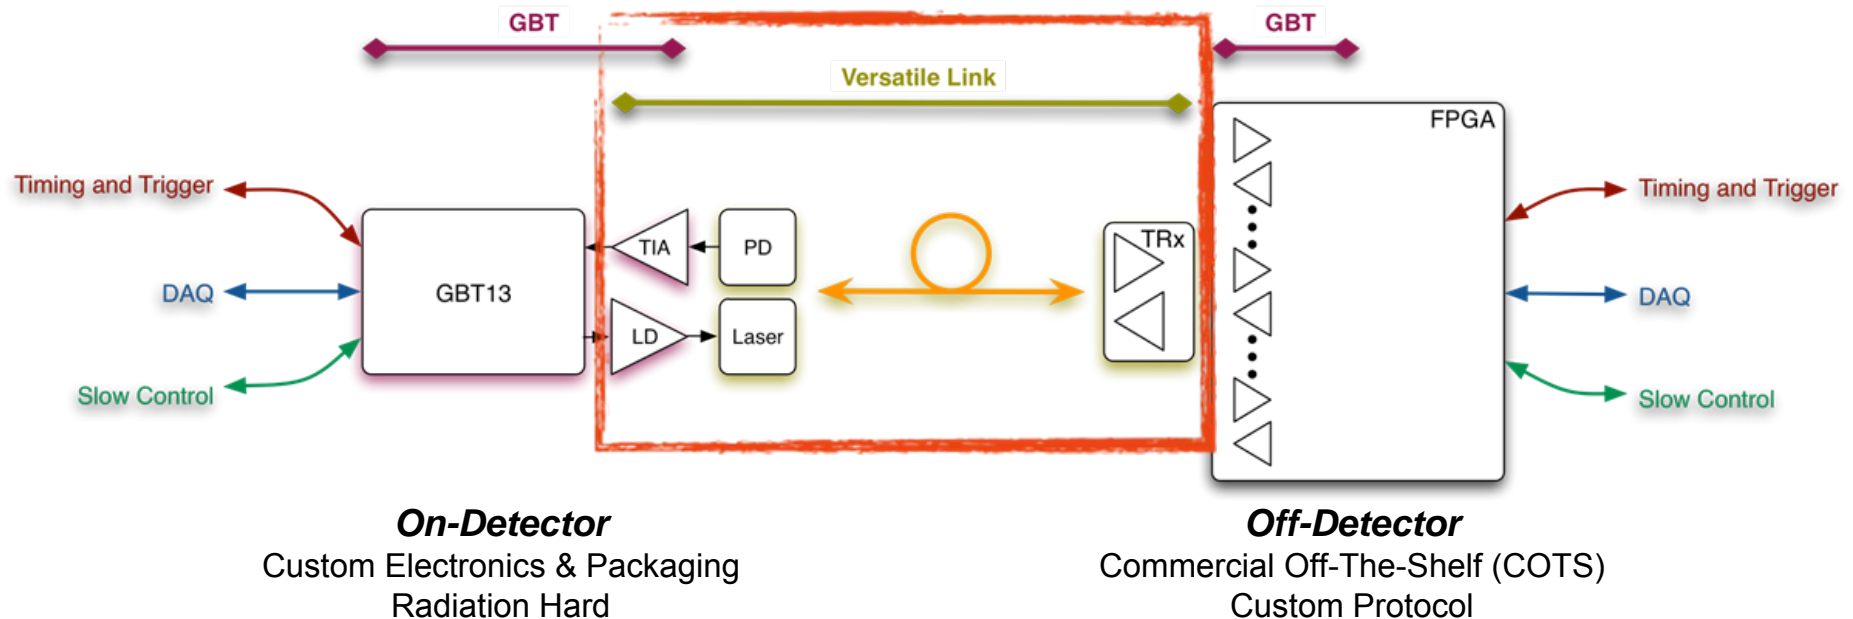 GBT
GBT
Versatile Link
FPGA
Timing and Trigger
Timing and Trigger
TIA
PD
TRx
DAQ
GBT13
DAQ
LD
Laser
Slow Control
Slow Control
On-Detector
Custom Electronics & Packaging
Radiation Hard
Off-Detector
Commercial Off-The-Shelf (COTS)
Custom Protocol